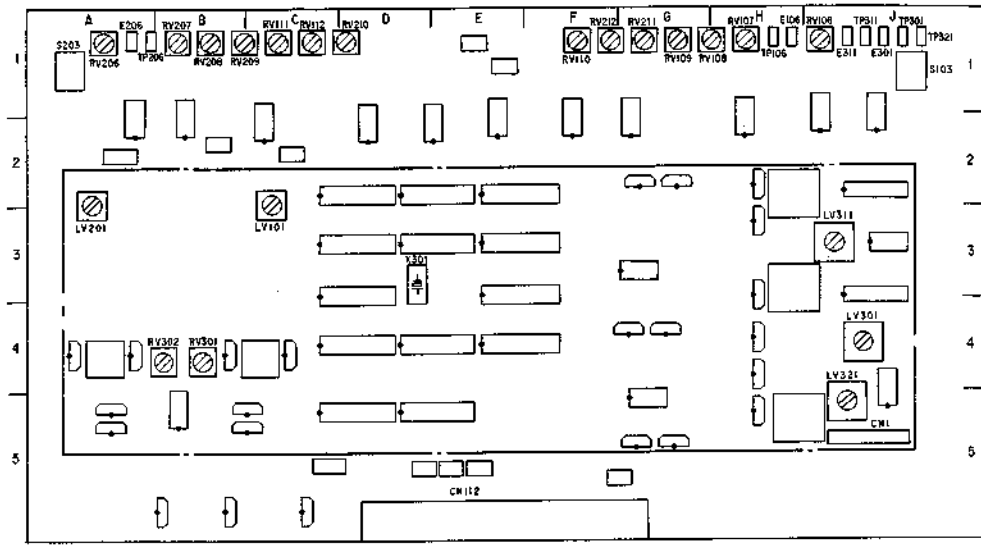 A B C D E F G H J
E206 RV207 RV111 RV112 RV210 RV212 RV211 RV107 E106 RV106 TP311 TP301
S203 TP206 TP106 TP321
RV206 RV208 RV209 RV110 RV109 RV108 E311 E301
S103
1 1
2 2
LV201 LV101 LV311
3 3
X301
LV301
RV302 RV301
4 4
LV321
CN1
5 5
CN112